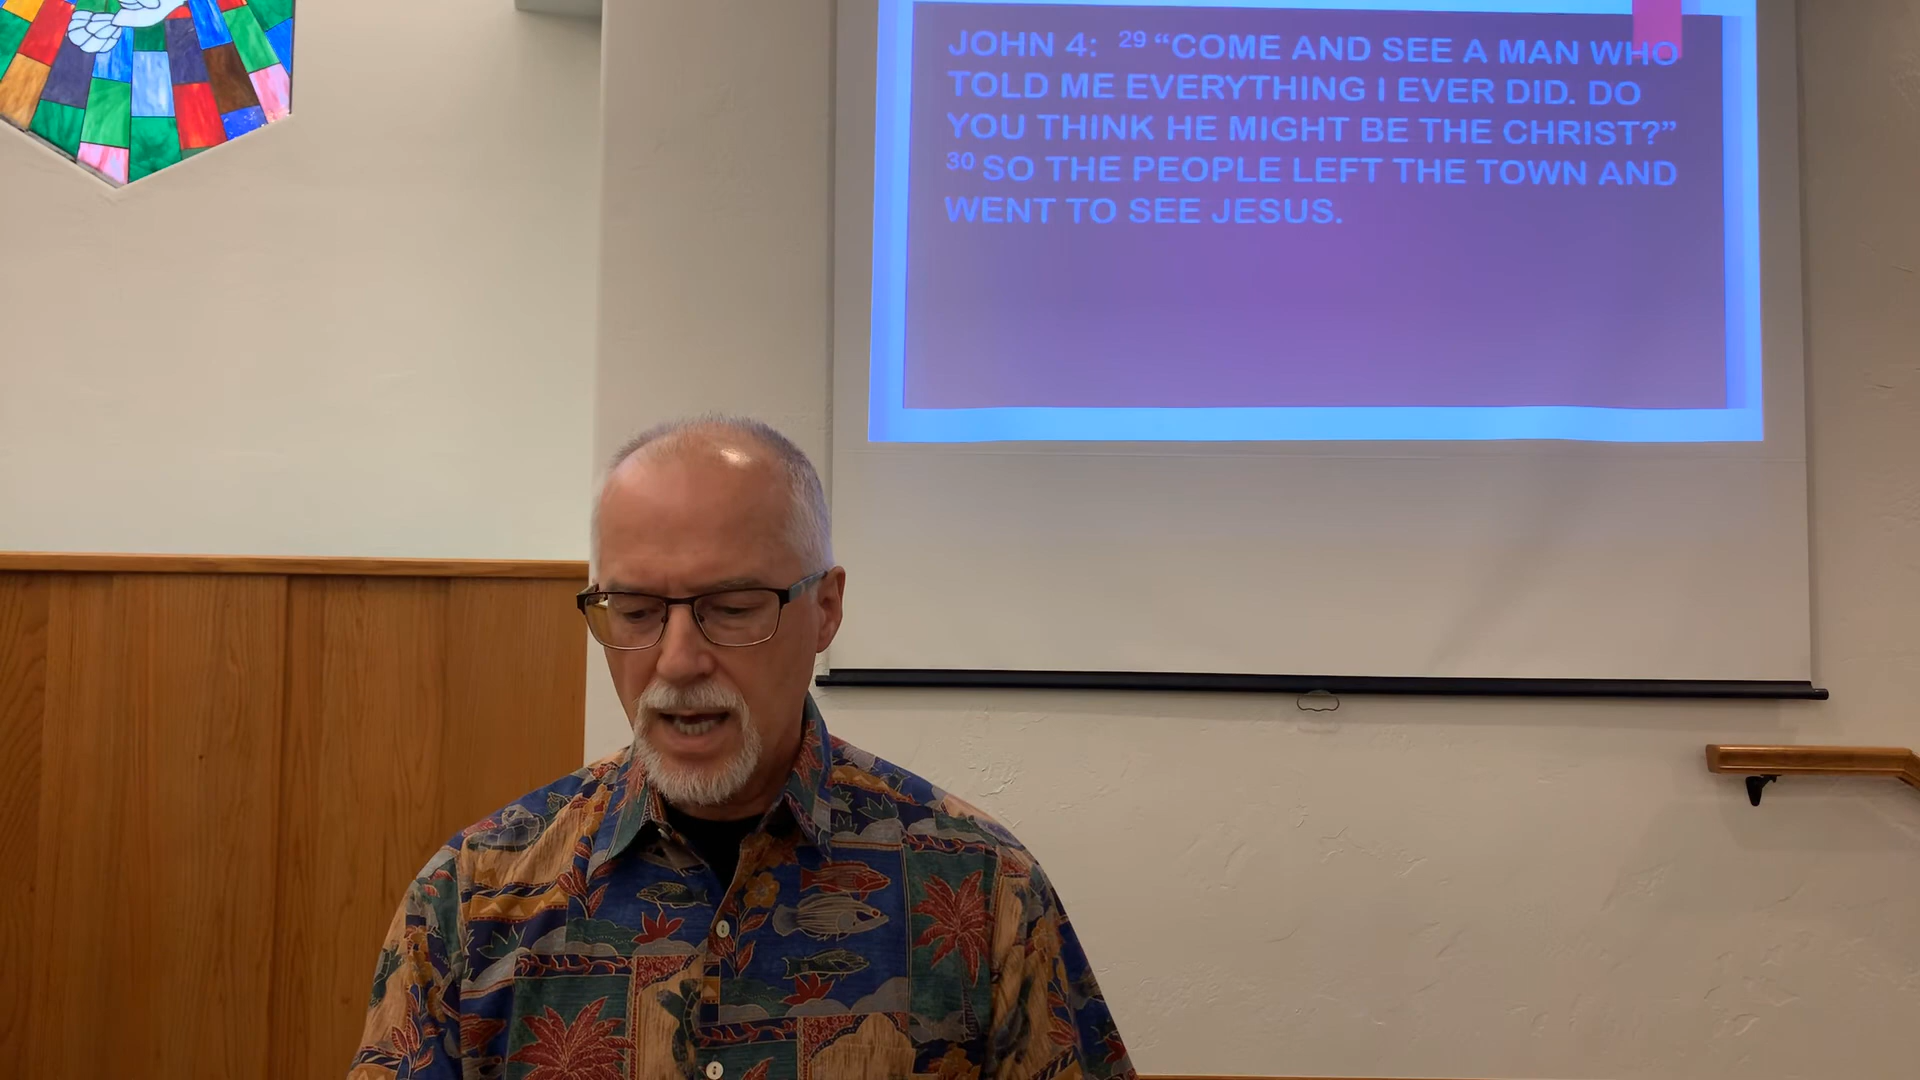 JOHN 4: 29 “COME AND SEE A MAN WHO
TOLD ME EVERYTHING I EVER DID. DO
YOU THINK HE MIGHT BE THE CHRIST?”
30 SO THE PEOPLE LEFT THE TOWN AND
WENT TO SEE JESUS.